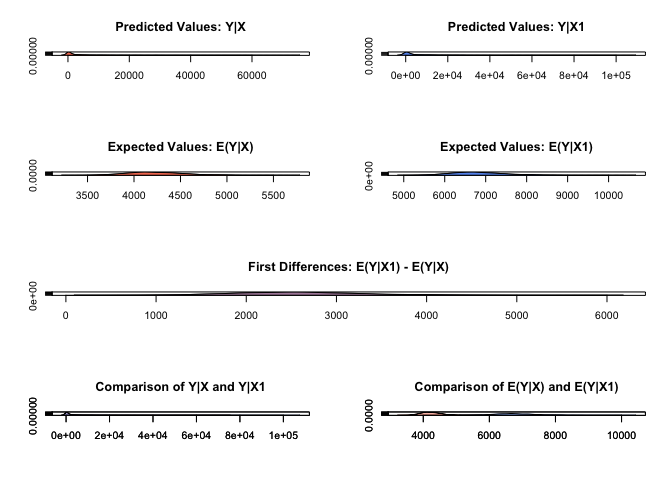 Predicted Values: Y|X
0.00000
0 20000 40000 60000
Predicted Values: Y|X1
0.00000
0e+00 2e+04 4e+04 6e+04 8e+04 1e+05
Expected Values: E(Y|X)
0.0000
3500 4000 4500 5000 5500
Expected Values: E(Y|X1)
0e+00
5000 6000 7000 8000 9000 10000
First Differences: E(Y|X1) - E(Y|X)
0e+00
0 1000 2000 3000 4000 5000 6000
Comparison of Y|X and Y|X1
0.00000
0e+00 2e+04 4e+04 6e+04 8e+04 1e+05
Comparison of E(Y|X) and E(Y|X1)
0.00000
4000 6000 8000 10000